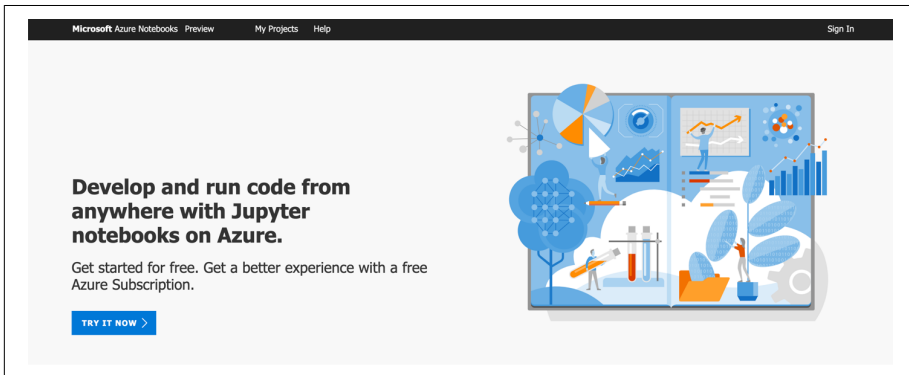 Microsoft Azure Notebooks Preview My Projects Help Sign In
Develop and run code from
anywhere with Jupyter
notebooks on Azure.
Get started for free. Get a better experience with a free
Azure Subscription.
TRY IT NOW